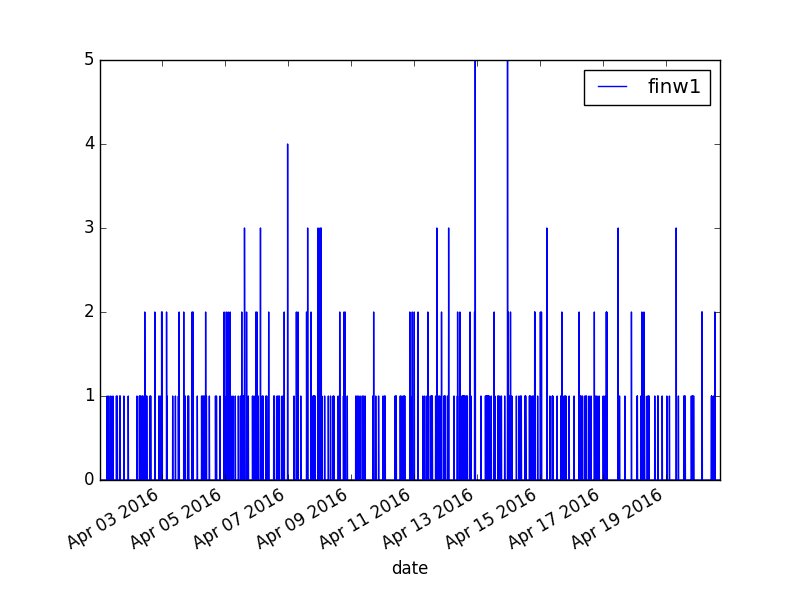 finw1
5
4
3
2
1
0
Apr 03 2016
Apr 05 2016
Apr 07 2016
Apr 09 2016
Apr 11 2016
Apr 13 2016
Apr 15 2016
Apr 17 2016
Apr 19 2016
date